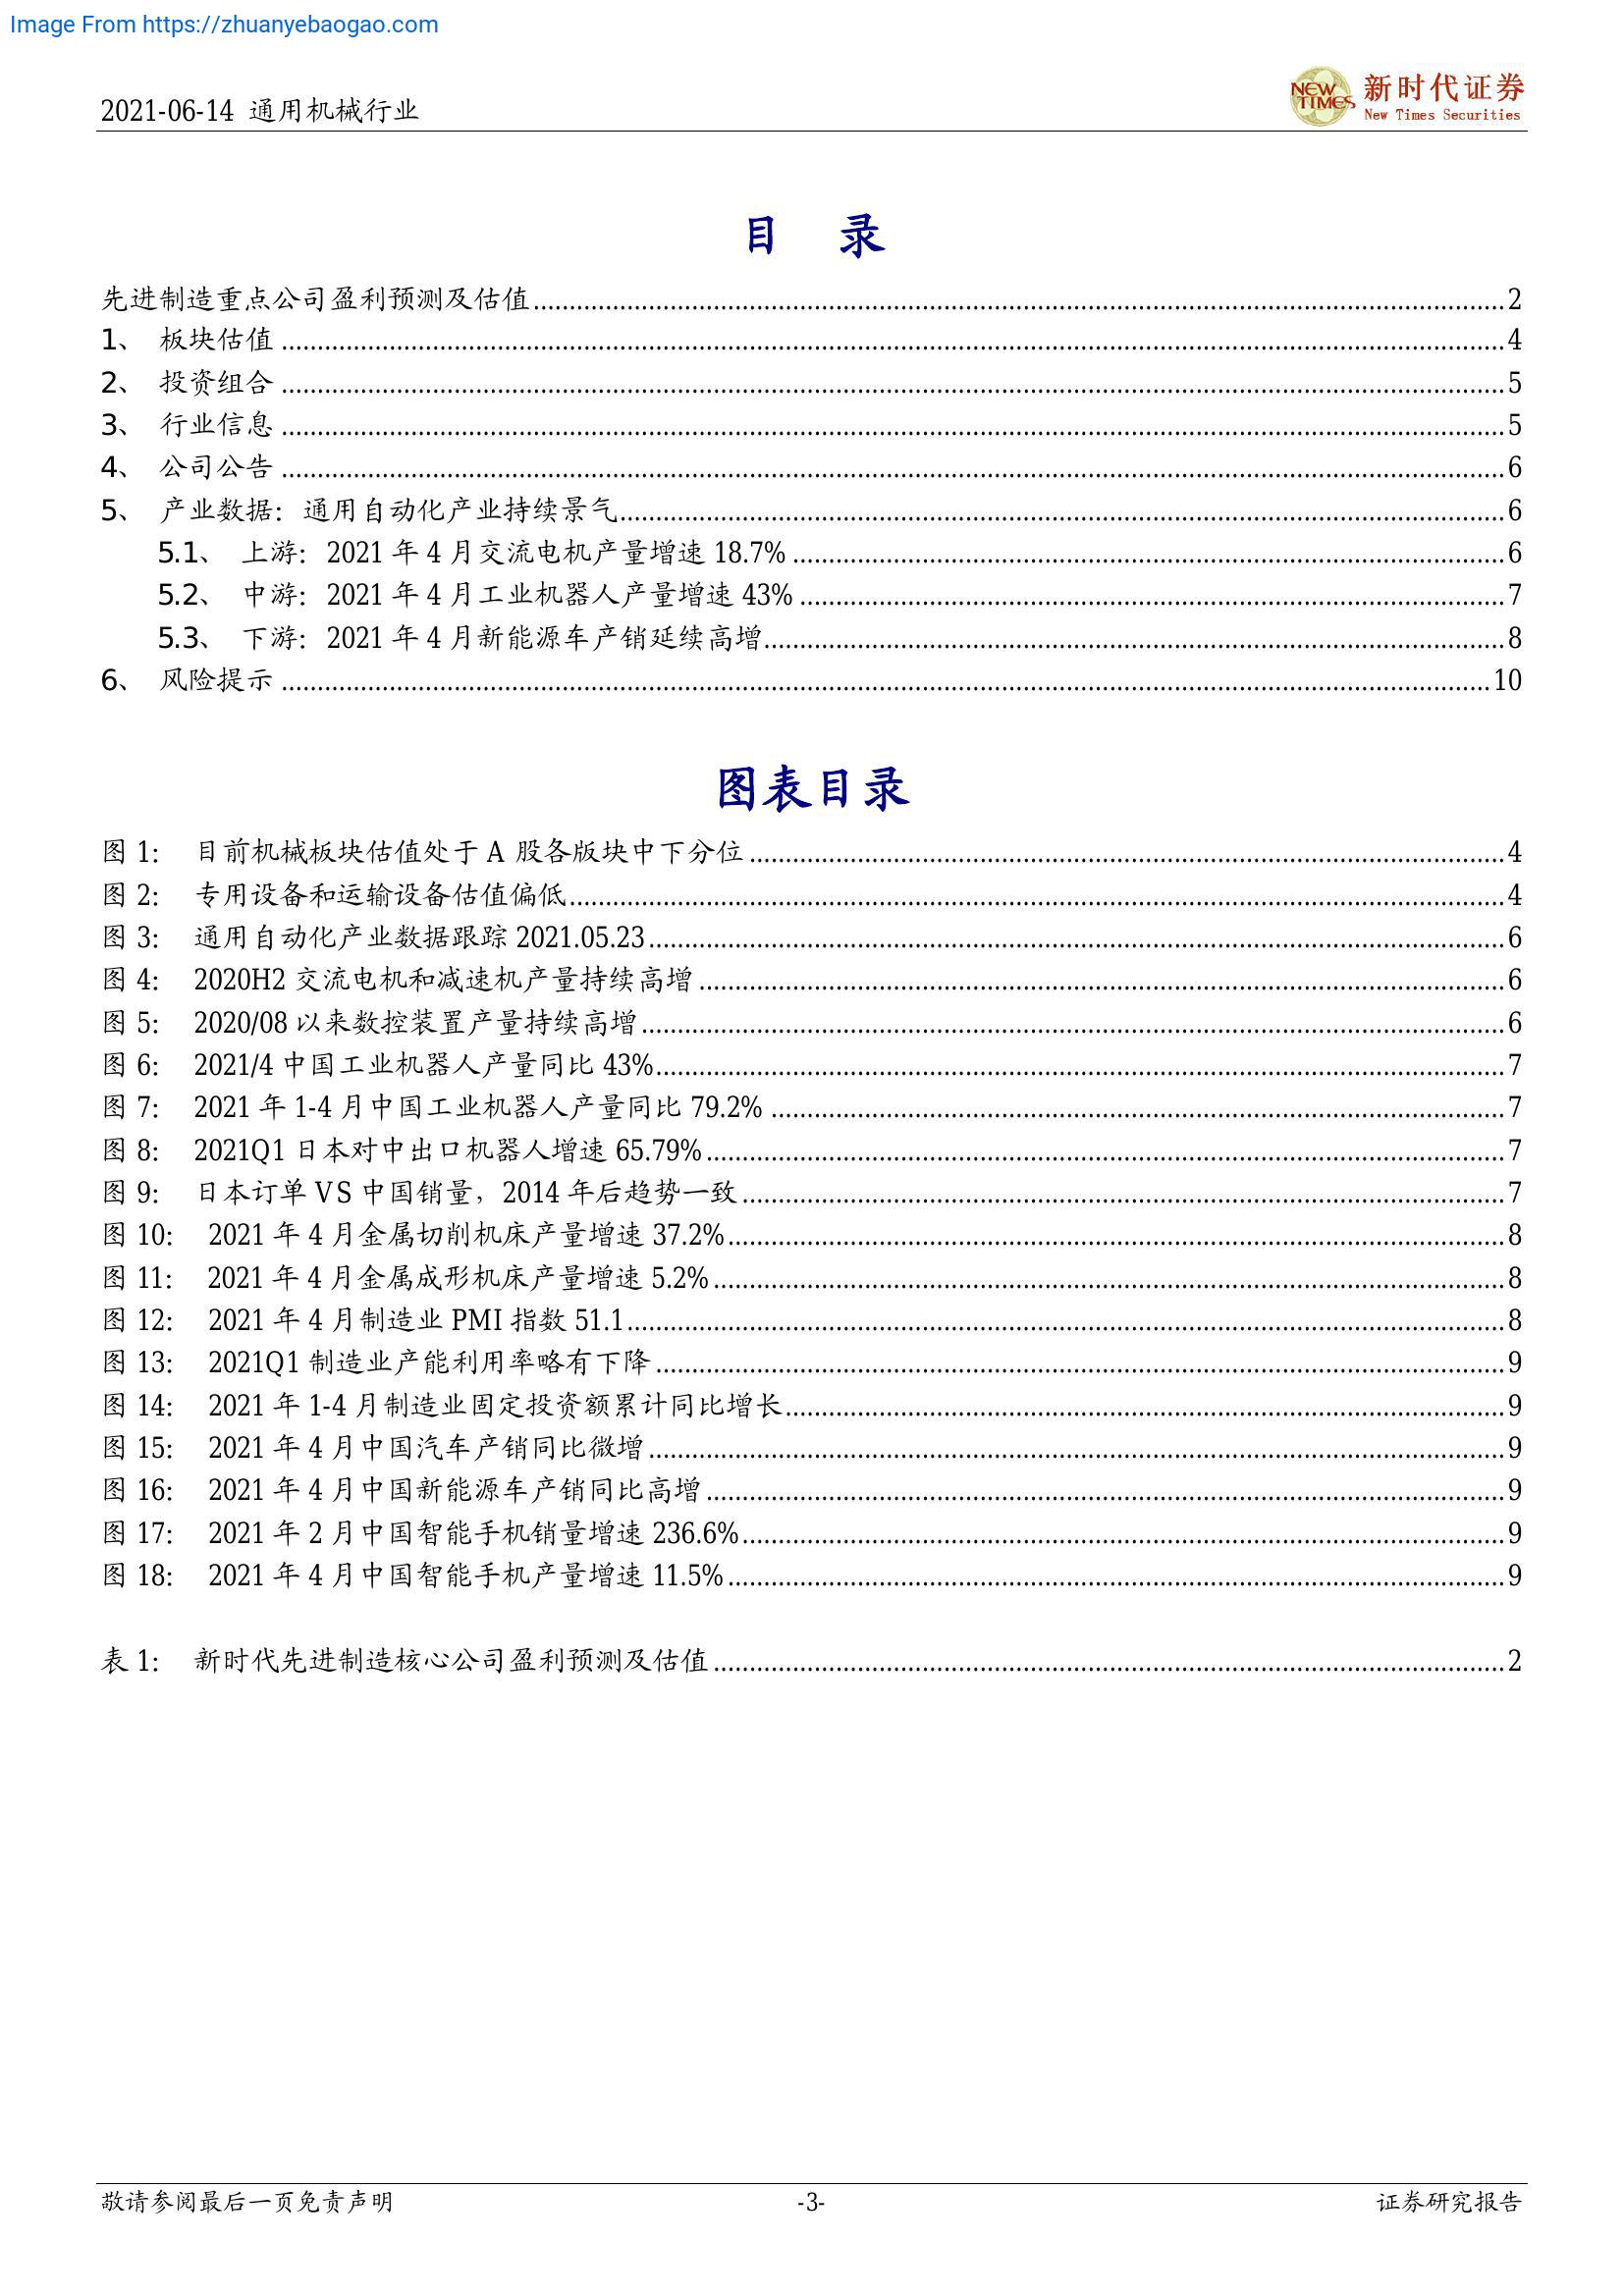 Image From https://zhuanyebaogao.com
2021-06-14 通用机械行业
NEW TIMES
新时代证券
New Times Securities
目 录
先进制造重点公司盈利预测及估值 2
1、 板块估值 4
2、 投资组合 5
3、 行业信息 5
4、 公司公告 6
5、 产业数据：通用自动化产业持续景气 6
5.1、 上游：2021 年 4 月交流电机产量增速 18.7% 6
5.2、 中游：2021 年 4 月工业机器人产量增速 43% 7
5.3、 下游：2021 年 4 月新能源车产销延续高增 8
6、 风险提示 10
图表目录
图 1: 目前机械板块估值处于 A 股各版块中下分位 4
图 2: 专用设备和运输设备估值偏低 4
图 3: 通用自动化产业数据跟踪 2021.05.23 6
图 4: 2020H2 交流电机和减速机产量持续高增 6
图 5: 2020/08 以来数控装置产量持续高增 6
图 6: 2021/4 中国工业机器人产量同比 43% 7
图 7: 2021 年 1-4 月中国工业机器人产量同比 79.2% 7
图 8: 2021Q1 日本对中出口机器人增速 65.79% 7
图 9: 日本订单 VS 中国销量，2014 年后趋势一致 7
图 10: 2021 年 4 月金属切削机床产量增速 37.2% 8
图 11: 2021 年 4 月金属成形机床产量增速 5.2% 8
图 12: 2021 年 4 月制造业 PMI 指数 51.1 8
图 13: 2021Q1 制造业产能利用率略有下降 9
图 14: 2021 年 1-4 月制造业固定投资额累计同比增长 9
图 15: 2021 年 4 月中国汽车产销同比微增 9
图 16: 2021 年 4 月中国新能源车产销同比高增 9
图 17: 2021 年 2 月中国智能手机销量增速 236.6% 9
图 18: 2021 年 4 月中国智能手机产量增速 11.5% 9
表 1: 新时代先进制造核心公司盈利预测及估值 2
敬请参阅最后一页免责声明
-3-
证券研究报告